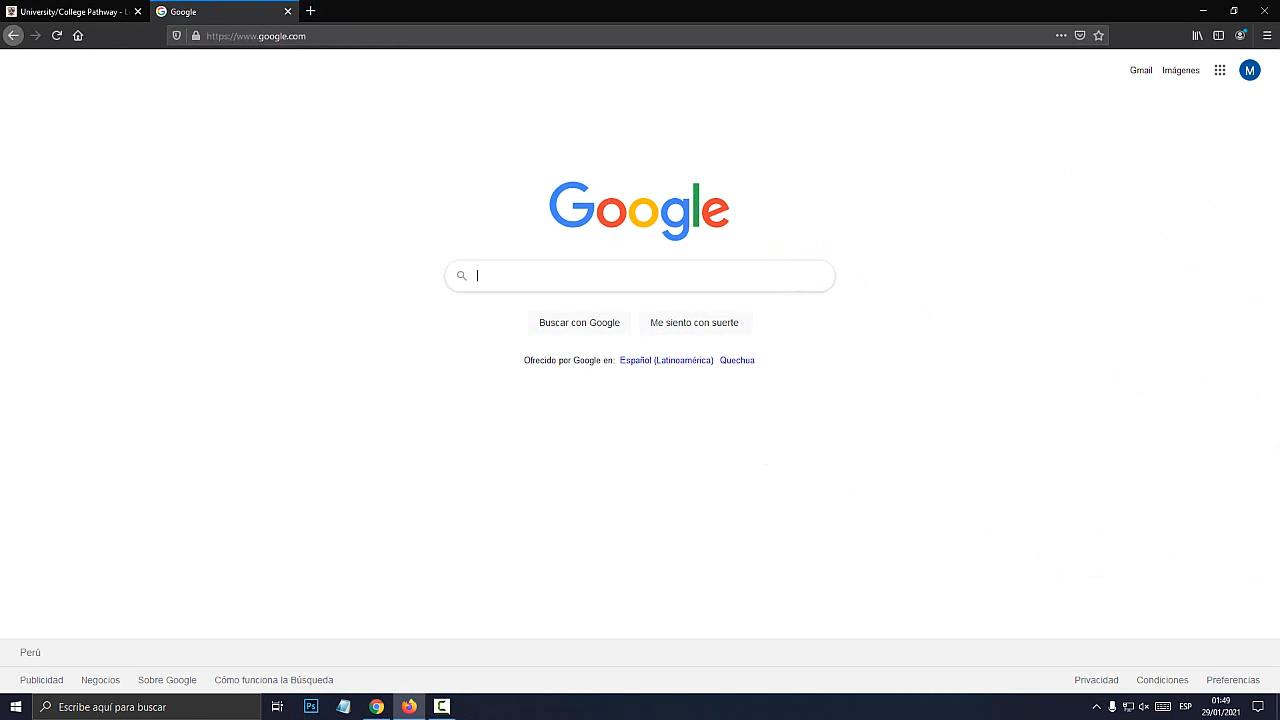 University/College Pathway - L
Google
https://www.google.com
Gmail Imágenes M
Google
Buscar con Google Me siento con suerte
Ofrecido por Google en: Español (Latinoamérica) Quechua
Perú
Publicidad Negocios Sobre Google Cómo funciona la Búsqueda Privacidad Condiciones Preferencias
Escribe aquí para buscar
Ps
C
ESP
01:49
29/01/2021